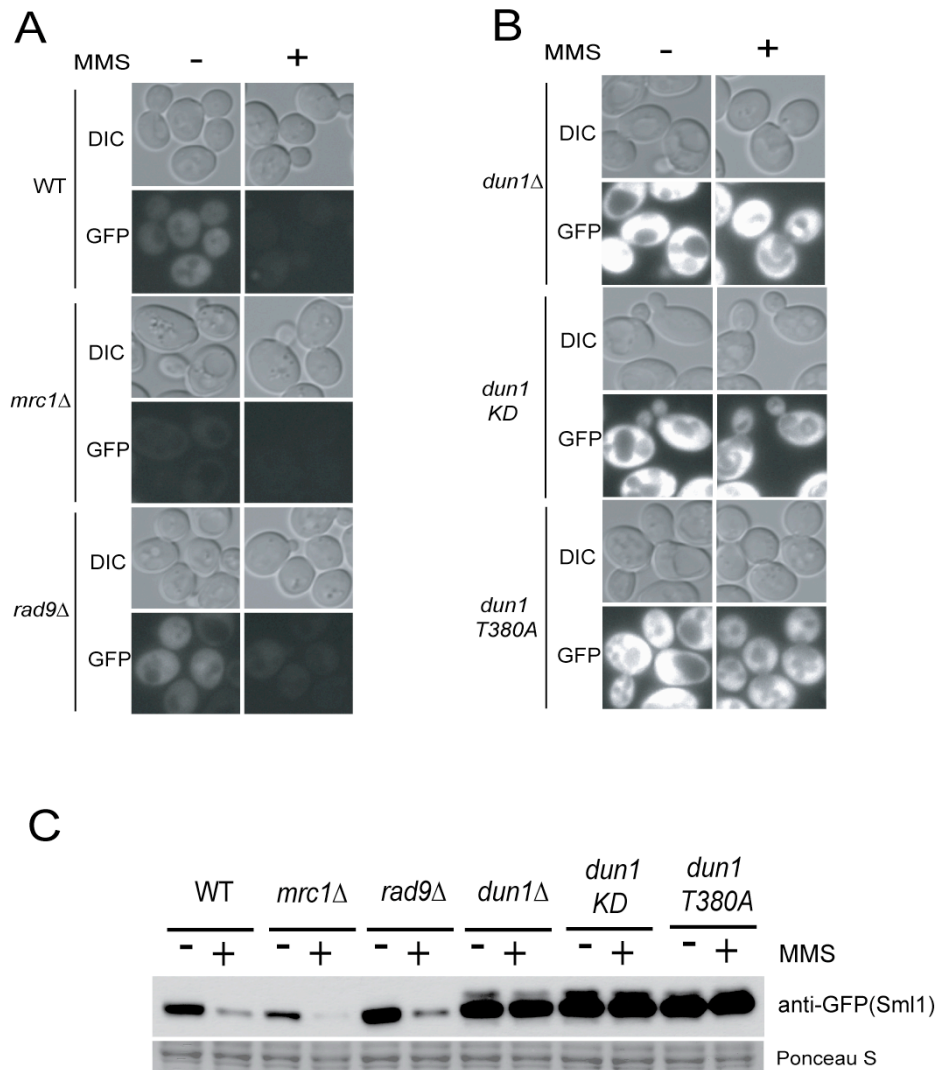 A
MMS - +
WT
DIC
GFP
mrc1Δ
DIC
GFP
rad9Δ
DIC
GFP
B
MMS - +
dun1Δ
DIC
GFP
dun1
KD
DIC
GFP
dun1
T380A
DIC
GFP
C
WT mrc1Δ rad9Δ dun1Δ dun1 KD dun1 T380A
- + - + - + - + - + - + MMS
anti-GFP(Sml1)
Ponceau S